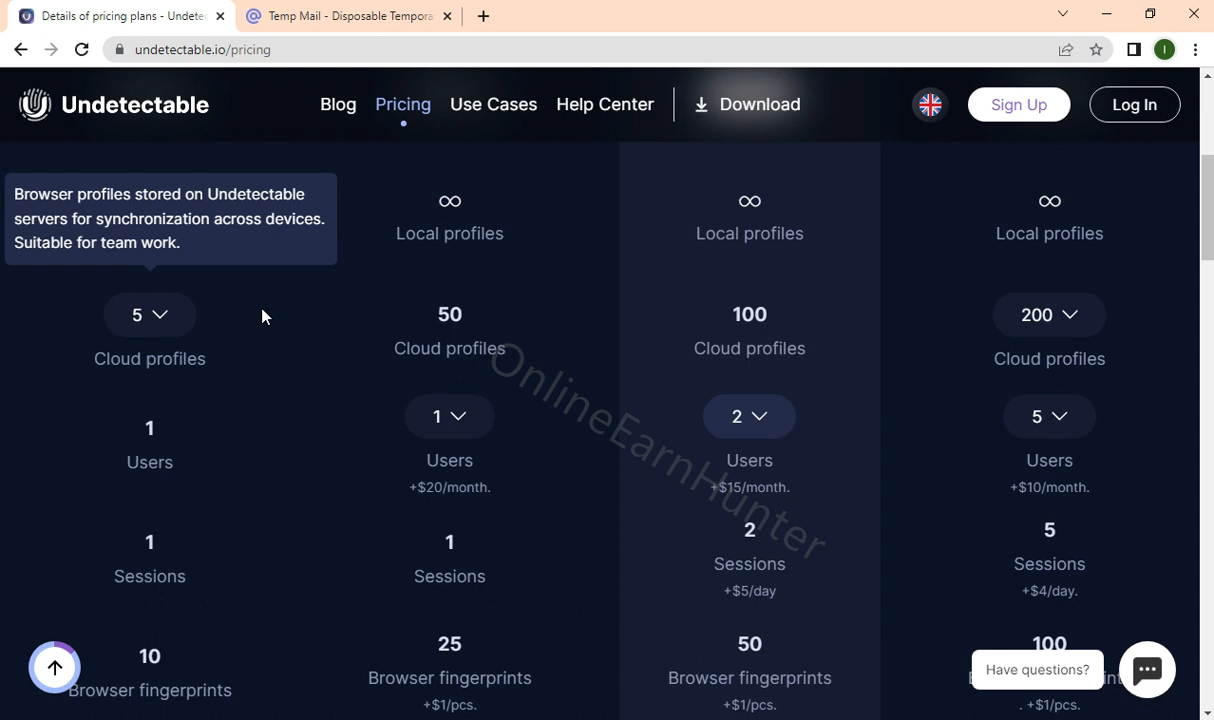 Details of pricing plans - Undetec
Temp Mail - Disposable Tempora
undetectable.io/pricing
I
Undetectable
Blog
Pricing
Use Cases
Help Center
Download
Sign Up
Log In
Browser profiles stored on Undetectable
servers for synchronization across devices.
Suitable for team work.
∞
Local profiles
∞
Local profiles
∞
Local profiles
5
Cloud profiles
50
Cloud profiles
100
Cloud profiles
200
Cloud profiles
1
Users
1
Users
+$20/month.
2
Users
+$15/month.
5
Users
+$10/month.
OnlineEarnHunter
1
Sessions
1
Sessions
2
Sessions
+$5/day
5
Sessions
+$4/day.
10
Browser fingerprints
25
Browser fingerprints
+$1/pcs.
50
Browser fingerprints
+$1/pcs.
100
. +$1/pcs.
Have questions?